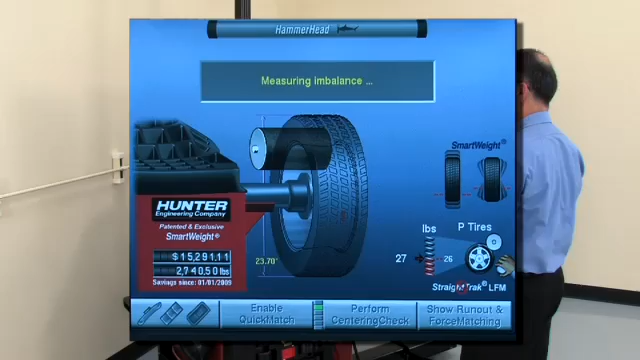 HammerHead
Measuring imbalance ...
SmartWeight®
HUNTER
Engineering Company
Patented & Exclusive
SmartWeight®
$15,291.11
2,740.50 lbs
Savings since: 01/01/2009
23.70"
lbs
P Tires
27
26
StraightTrak® LFM
Enable
QuickMatch
Perform
CenteringCheck
Show Runout &
ForceMatching